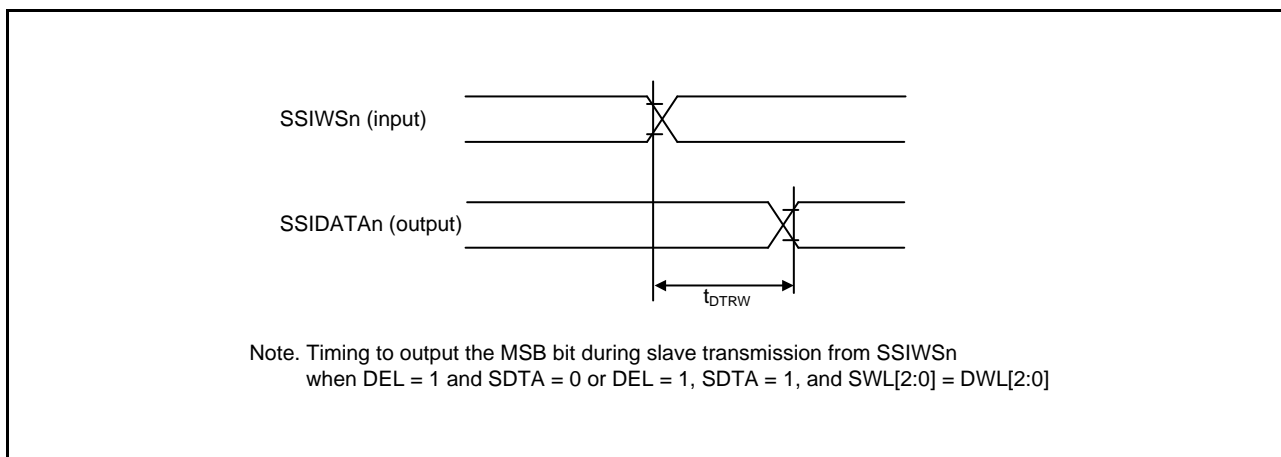 SSIWSn (input)
SSIDATAn (output)
tDTRW
Note. Timing to output the MSB bit during slave transmission from SSIWSn
when DEL = 1 and SDTA = 0 or DEL = 1, SDTA = 1, and SWL[2:0] = DWL[2:0]